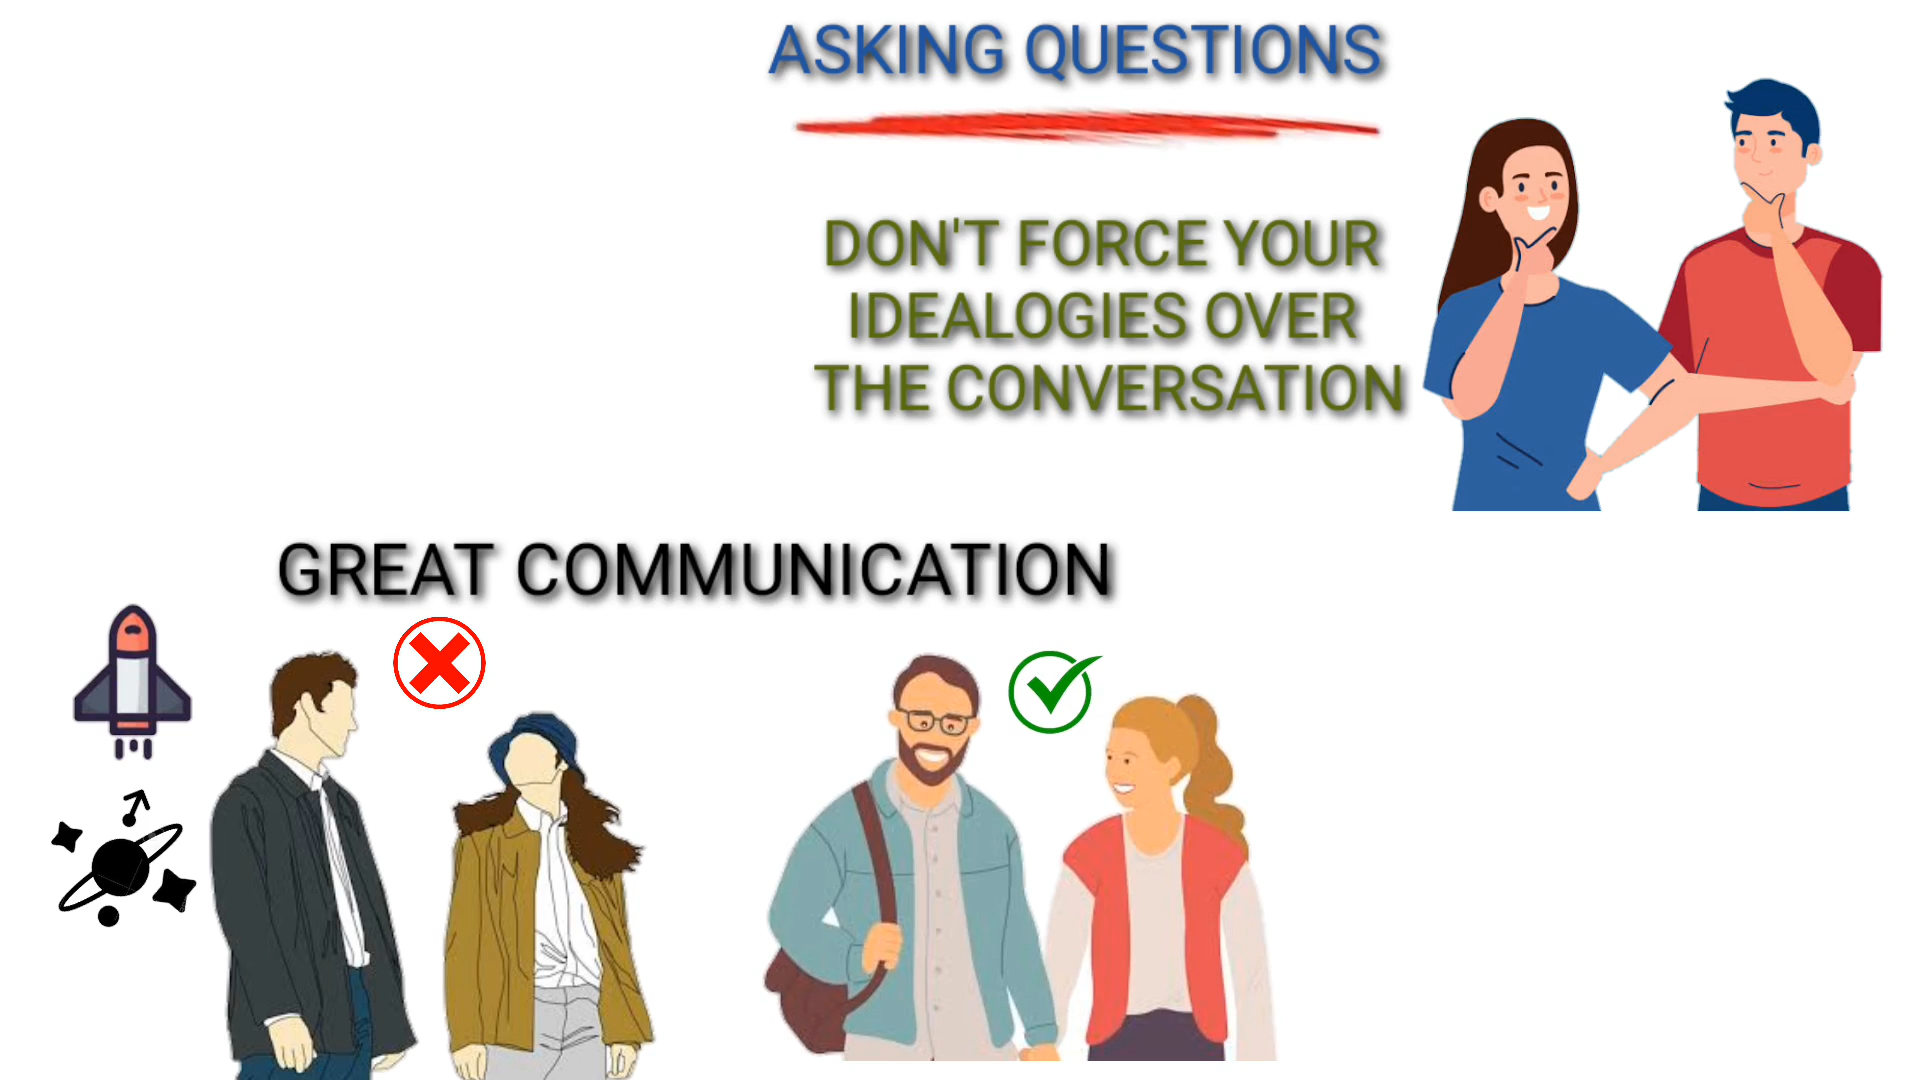 ASKING QUESTIONS
DON'T FORCE YOUR
IDEALOGIES OVER
THE CONVERSATION
GREAT COMMUNICATION